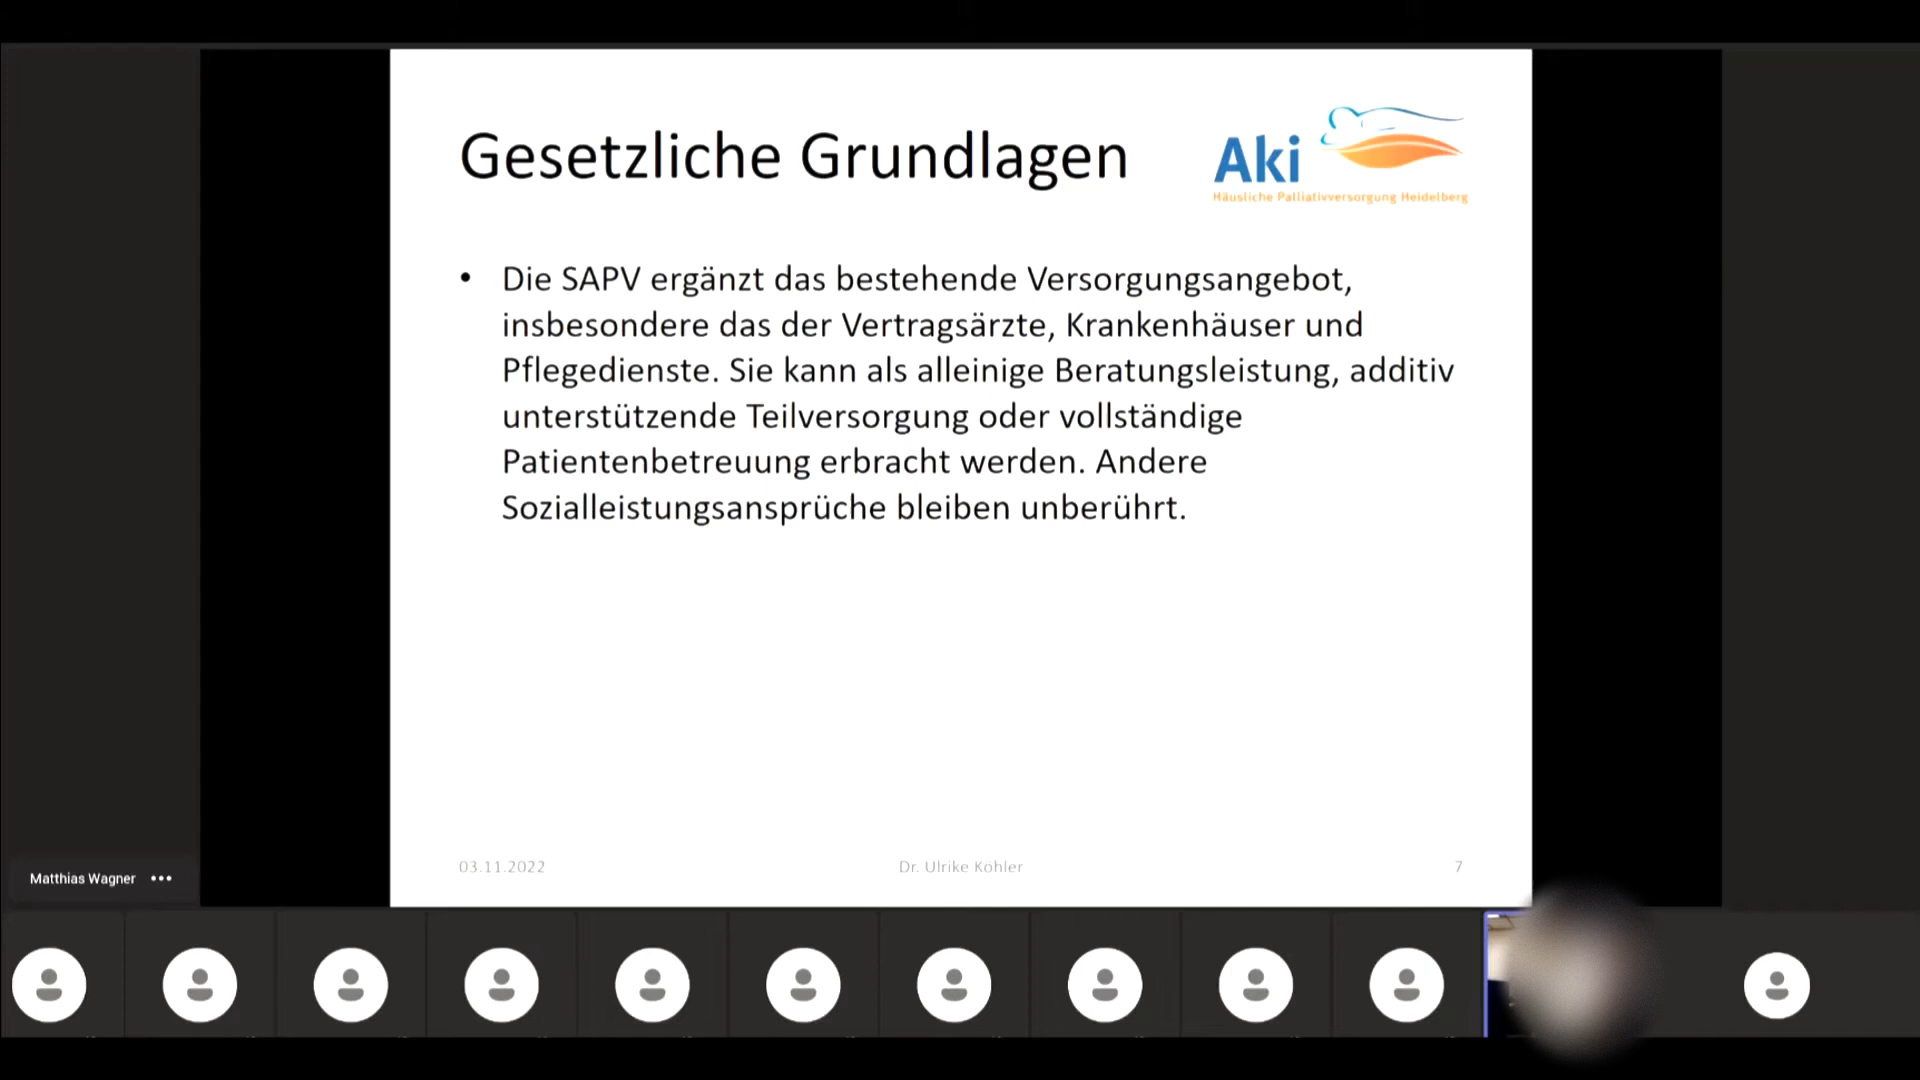 Gesetzliche Grundlagen
Aki
Häusliche Palliativversorgung Heidelberg
• Die SAPV ergänzt das bestehende Versorgungsangebot,
insbesondere das der Vertragsärzte, Krankenhäuser und
Pflegedienste. Sie kann als alleinige Beratungsleistung, additiv
unterstützende Teilversorgung oder vollständige
Patientenbetreuung erbracht werden. Andere
Sozialleistungsansprüche bleiben unberührt.
03.11.2022
Dr. Ulrike Köhler
7
Matthias Wagner •••